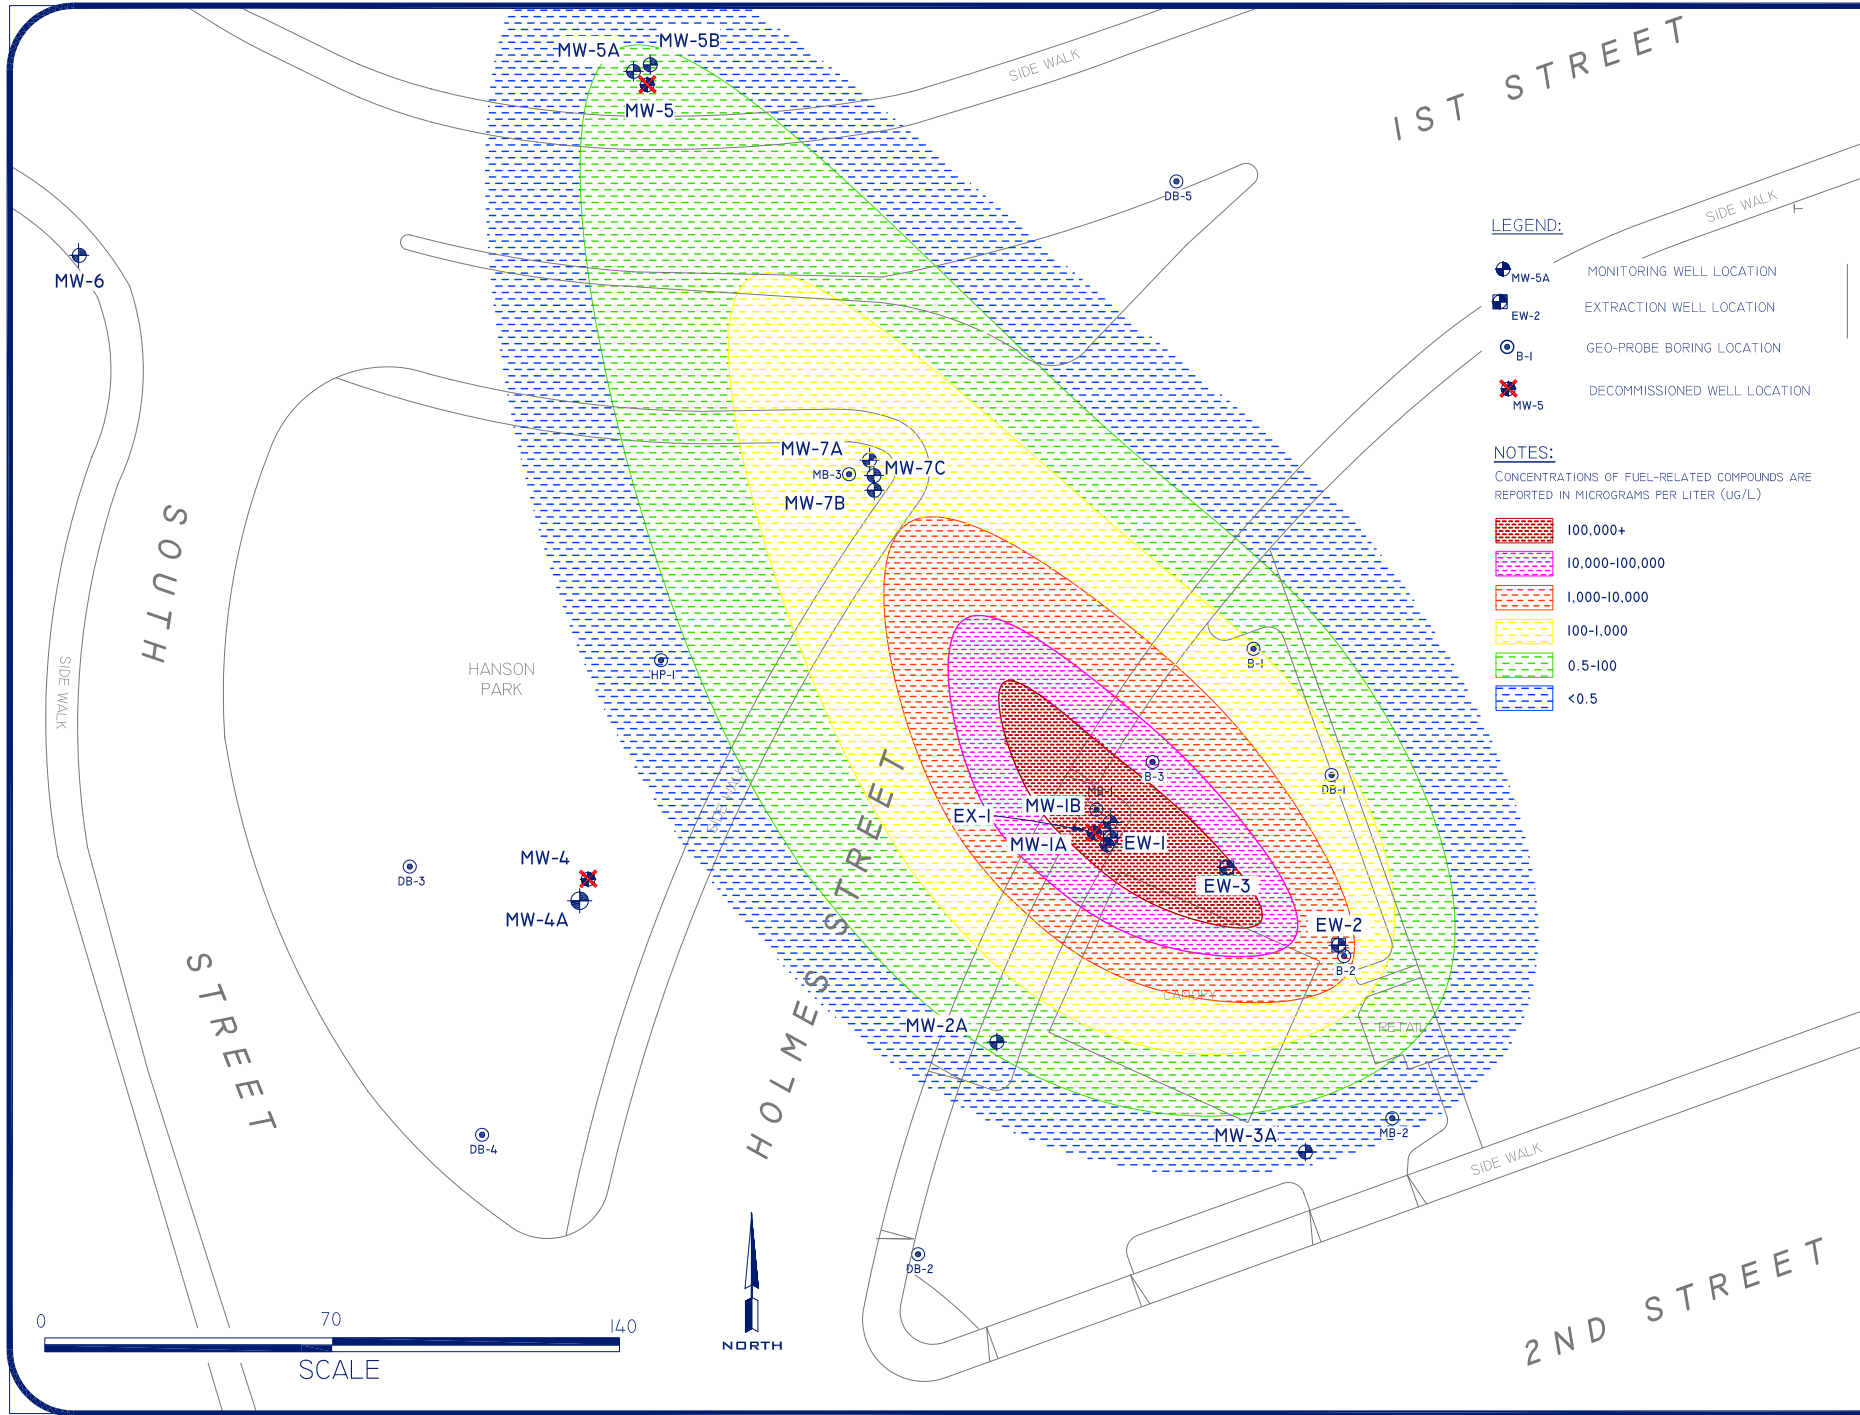 MW-5A
MW-5B
MW-5
SIDE WALK
1ST STREET
DB-5
SIDE WALK
MW-6
LEGEND:
MW-5A MONITORING WELL LOCATION
EW-2 EXTRACTION WELL LOCATION
B-1 GEO-PROBE BORING LOCATION
MW-5 DECOMMISSIONED WELL LOCATION
NOTES:
CONCENTRATIONS OF FUEL-RELATED COMPOUNDS ARE
REPORTED IN MICROGRAMS PER LITER (UG/L)
100,000+
10,000-100,000
1,000-10,000
100-1,000
0.5-100
<0.5
MW-7A
MW-7C
MB-3
MW-7B
SOUTH
STREET
SIDE WALK
HANSON
PARK
HP-1
B-1
B-3
DB-1
MB-1
MW-1B
EX-1
MW-1A
EW-1
EW-3
SIDE WALK
HOLMES STREET
DB-3
MW-4
MW-4A
EW-2
B-2
CANOPY
RETAIL
MW-2A
MW-3A
MB-2
DB-4
SIDE WALK
DB-2
2ND STREET
0 70 140
SCALE
NORTH